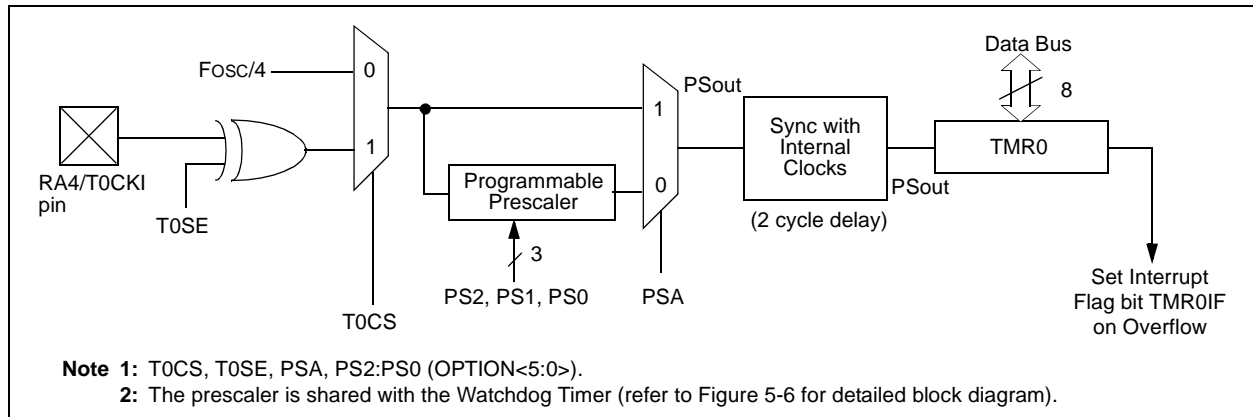 Data Bus
FOSC/4
0
PSout
8
1
Sync with
Internal
Clocks
TMR0
1
RA4/T0CKI
pin
Programmable
Prescaler
0
PSout
T0SE
(2 cycle delay)
3
PS2, PS1, PS0
PSA
Set Interrupt
Flag bit TMR0IF
on Overflow
T0CS
Note 1: T0CS, T0SE, PSA, PS2:PS0 (OPTION<5:0>).
2: The prescaler is shared with the Watchdog Timer (refer to Figure 5-6 for detailed block diagram).